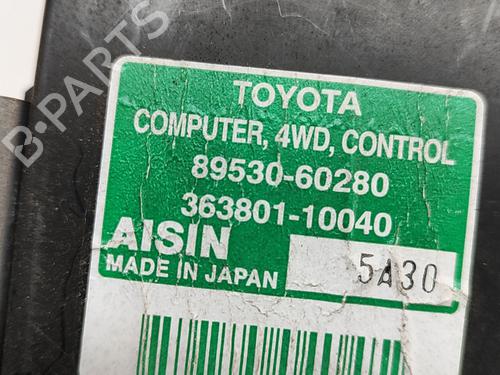 B-PARTS
TOYOTA
COMPUTER, 4WD, CONTROL
89530-60280
363801-10040
AISIN
MADE IN JAPAN
5A30